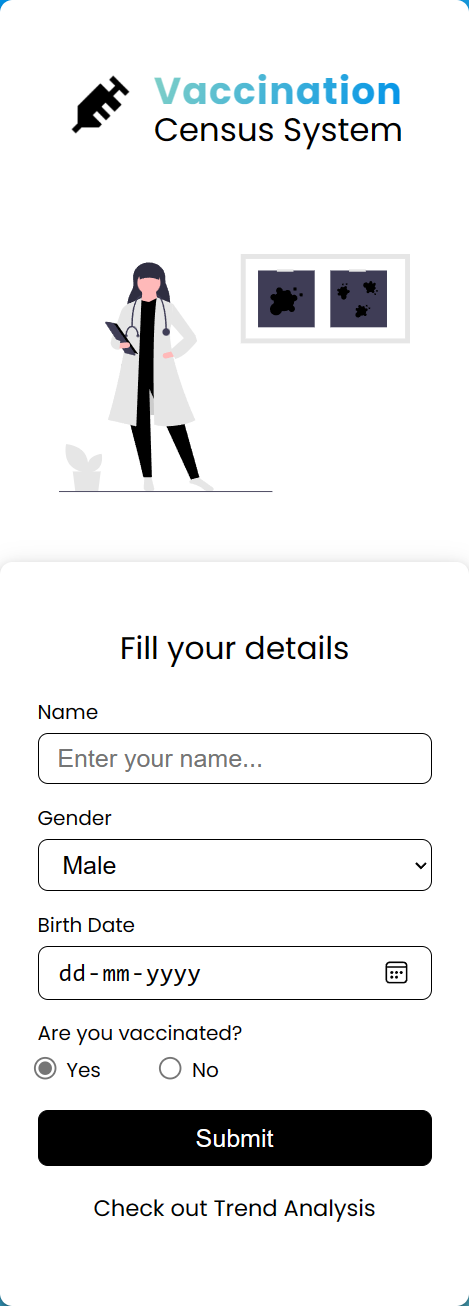 Vaccination
Census System
Fill your details
Name
Enter your name...
Gender
Male
Birth Date
dd-mm-yyyy
Are you vaccinated?
Yes No
Submit
Check out Trend Analysis